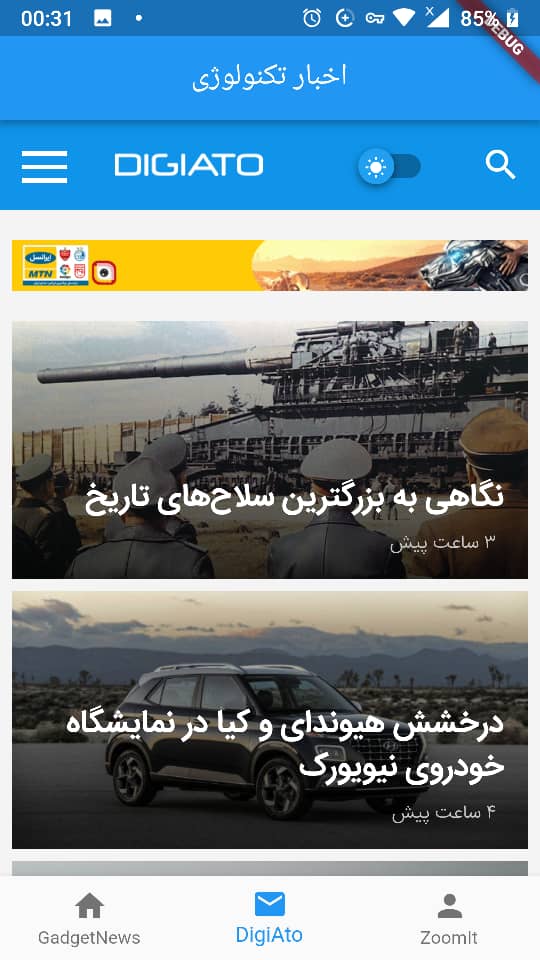 00:31
X
85%
DEBUG
اخبار تکنولوژی
DIGIATO
ایرانسل
MTN
نگاهی به بزرگترین سلاح‌های تاریخ
۳ ساعت پیش
درخشش هیوندای و کیا در نمایشگاه
خودروی نیویورک
۴ ساعت پیش
GadgetNews
DigiAto
ZoomIt